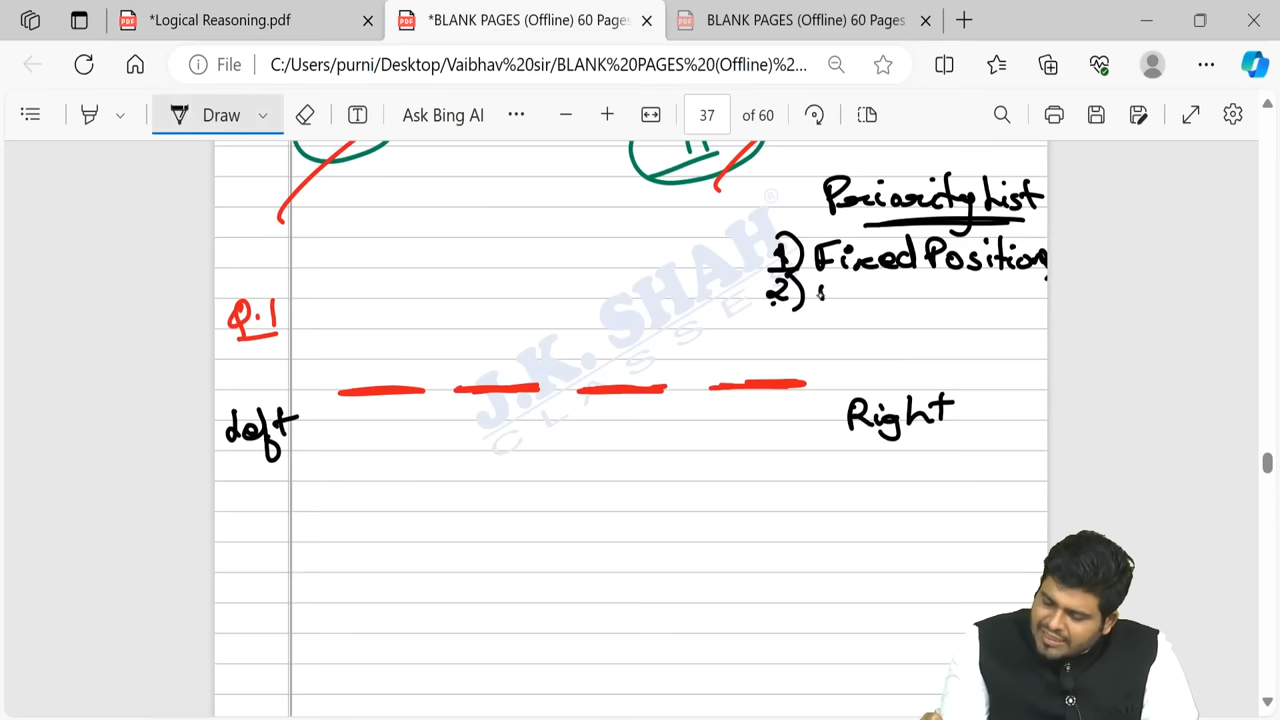 *Logical Reasoning.pdf
*BLANK PAGES (Offline) 60 Pages
BLANK PAGES (Offline) 60 Pages
File
C:/Users/purni/Desktop/Vaibhav%20sir/BLANK%20PAGES%20(Offline)%2...
Draw
Ask Bing AI
37 of 60
Periarity List
1) Fixed Position
2)
J.K. SHAH®
CLASSES
Q.1
Left
Right